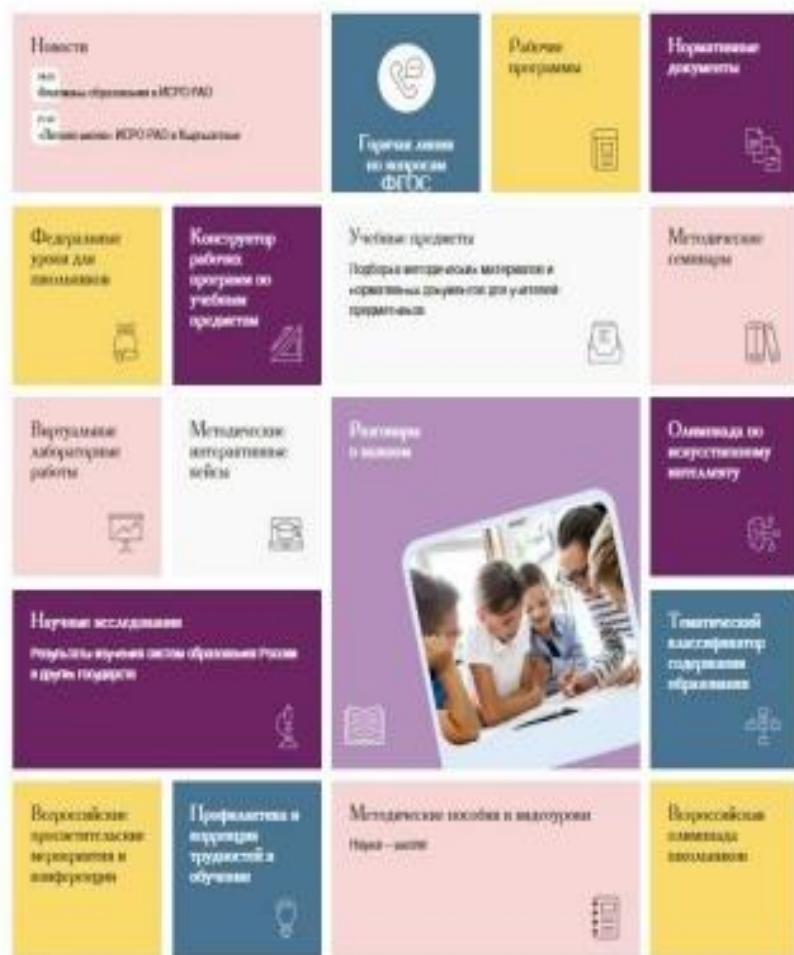 Новости
образования в ИСРО РАО
ИСРО РАО в Кыргызстане
Горячая линия
по вопросам
ФГОС
Рабочие
программы
Нормативные
документы
Федеральные
уроки для
школьников
Конструктор
рабочих
программ по
учебным
предметам
Учебные предметы
Подборка методических материалов и
нормативных документов для учителей
предметников
Методические
семинары
Виртуальные
лабораторные
работы
Методические
интерактивные
кейсы
Разговоры
о важном
Олимпиада по
искусственному
интеллекту
Научные исследования
Результаты изучения систем образования России
и других государств
Тематический
классификатор
содержания
образования
Всероссийские
просветительские
мероприятия и
конференции
Профилактика и
коррекция
трудностей в
обучении
Методические пособия и видеоуроки
Наука – школе
Всероссийская
олимпиада
школьников